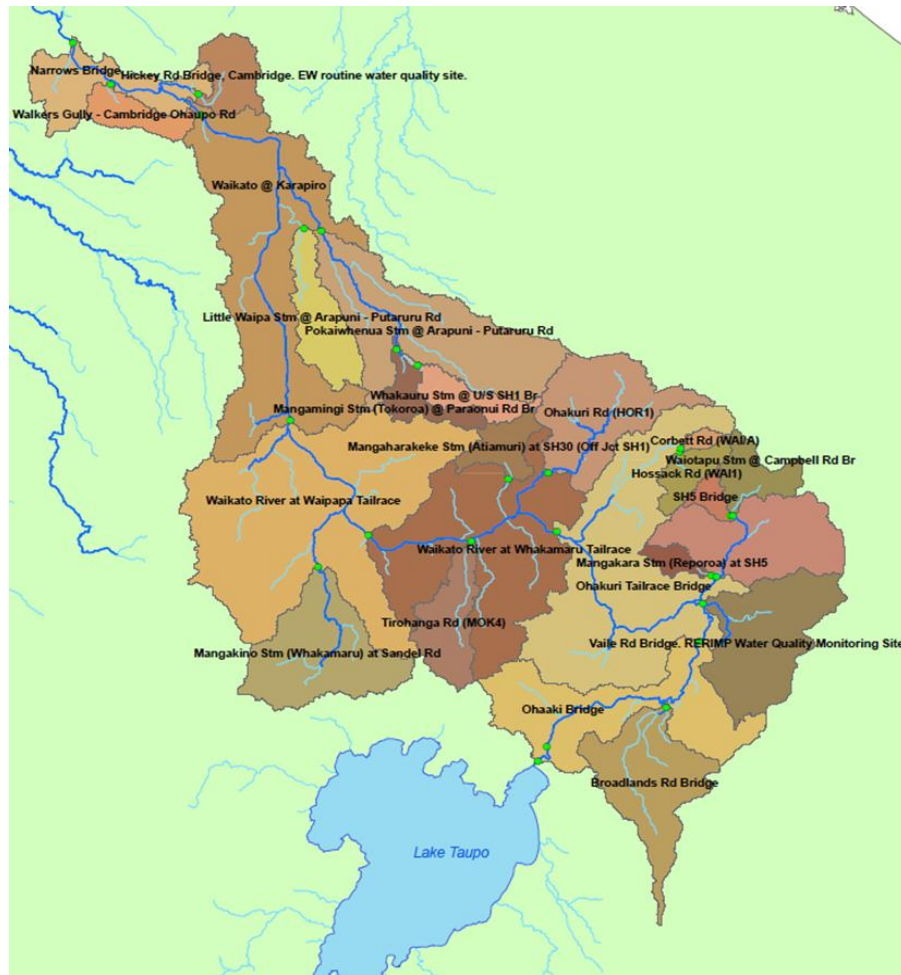 Narrows Bridge
Hickey Rd Bridge, Cambridge. EW routine water quality site.
Walkers Gully - Cambridge Ohaupo Rd
Waikato @ Karapiro
Little Waipa Stm @ Arapuni - Putaruru Rd
Pokaiwhenua Stm @ Arapuni - Putaruru Rd
Whakauru Stm @ U/S SH1 Br
Mangamingi Stm (Tokoroa) @ Paraonui Rd Br
Ohakuri Rd (HOR1)
Mangaharakeke Stm (Atiamuri) at SH30 (Off Jct SH1)
Corbett Rd (WAI/A)
Waiotapu Stm @ Campbell Rd Br
Hossack Rd (WAI1)
SH5 Bridge
Waikato River at Waipapa Tailrace
Waikato River at Whakamaru Tailrace
Mangakara Stm (Reporoa) at SH5
Ohakuri Tailrace Bridge
Tirohanga Rd (MOK4)
Vaile Rd Bridge. RERIMP Water Quality Monitoring Site
Mangakino Stm (Whakamaru) at Sandel Rd
Ohaaki Bridge
Broadlands Rd Bridge
Lake Taupo